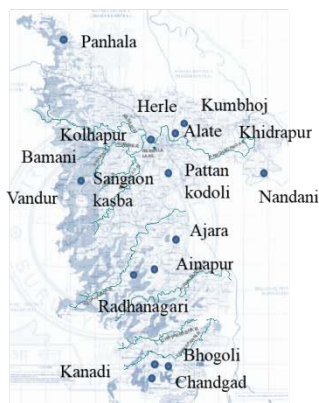 Panhala
Herle
Kumbhoj
Kolhapur
Alate
Khidrapur
Bamani
Vandur
Sangaon
kasba
Pattan
kodoli
Nandani
Ajara
Ainapur
Radhanagari
Bhogoli
Kanadi
Chandgad